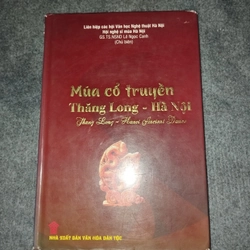 Liên hiệp các hội Văn học Nghệ thuật Hà Nội
Hội nghệ sĩ múa Hà Nội
GS.TS.NGND Lê Ngọc Canh
(Chủ biên)
Múa cổ truyền
Thăng Long - Hà Nội
Thang Long - Hanoi Ancient Dance
NHÀ XUẤT BẢN VĂN HÓA DÂN TỘC